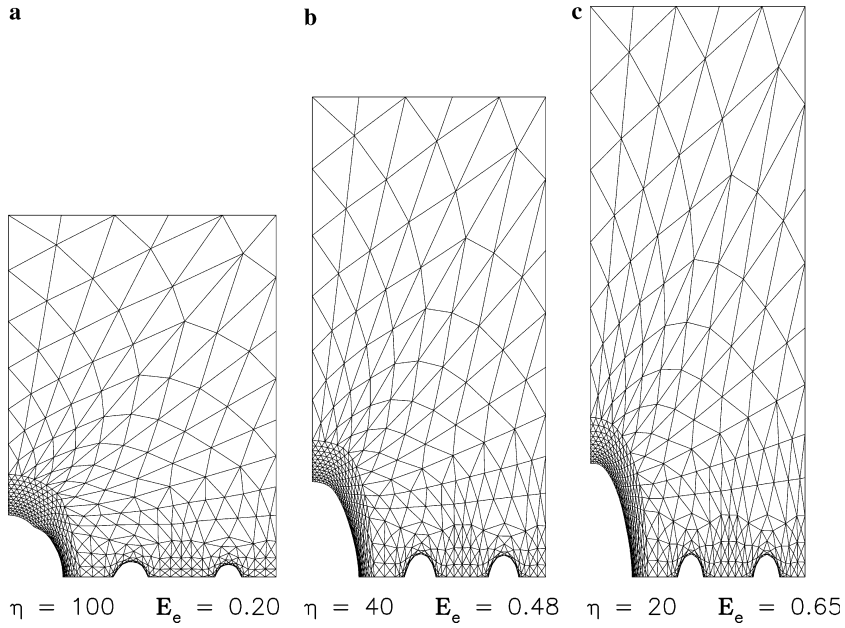 a
b
c
η = 100 E_e = 0.20
η = 40 E_e = 0.48
η = 20 E_e = 0.65